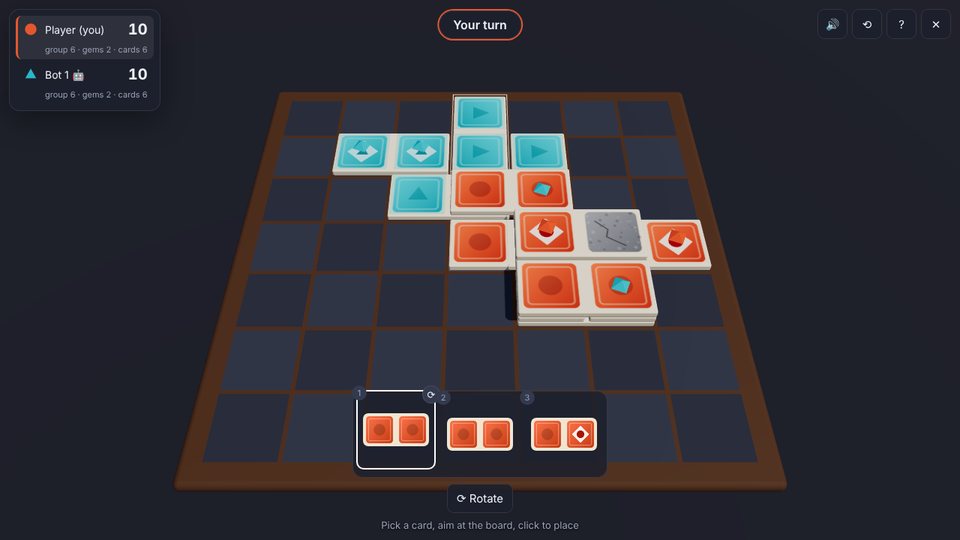 Player (you) 10
group 6 · gems 2 · cards 6
Bot 1 10
group 6 · gems 2 · cards 6
Your turn
?
1
2
3
Rotate
Pick a card, aim at the board, click to place